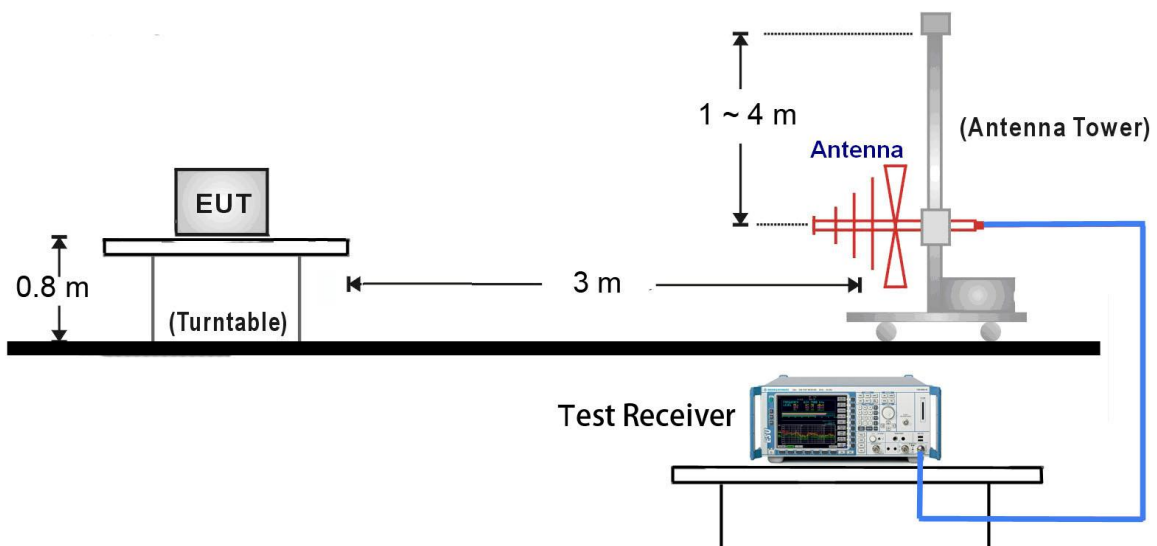 1 ~ 4 m
(Antenna Tower)
Antenna
EUT
0.8 m
3 m
(Turntable)
Test Receiver